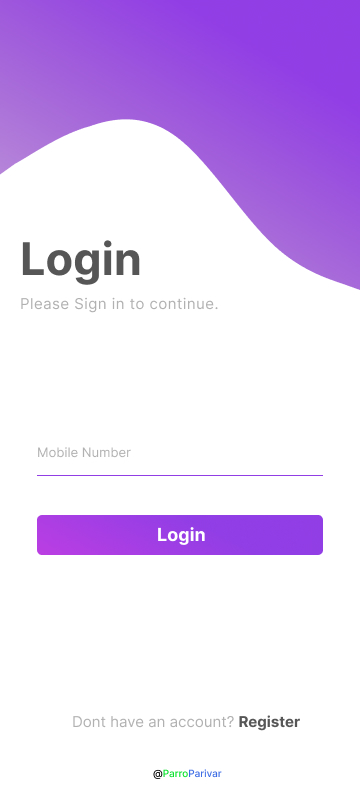 Login
Please Sign in to continue.
Mobile Number
Login
Dont have an account? Register
@ParroParivar